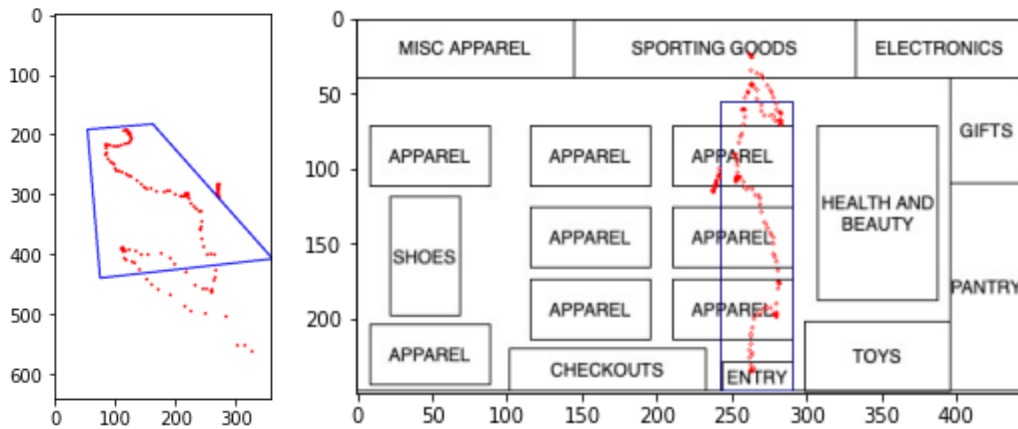 0
100
200
300
400
500
600
0
100
200
300
0
50
100
150
200
0
50
100
150
200
250
300
350
400
MISC APPAREL
SPORTING GOODS
ELECTRONICS
GIFTS
APPAREL
APPAREL
APPAREL
HEALTH AND
BEAUTY
SHOES
APPAREL
APPAREL
PANTRY
APPAREL
APPAREL
APPAREL
CHECKOUTS
ENTRY
TOYS